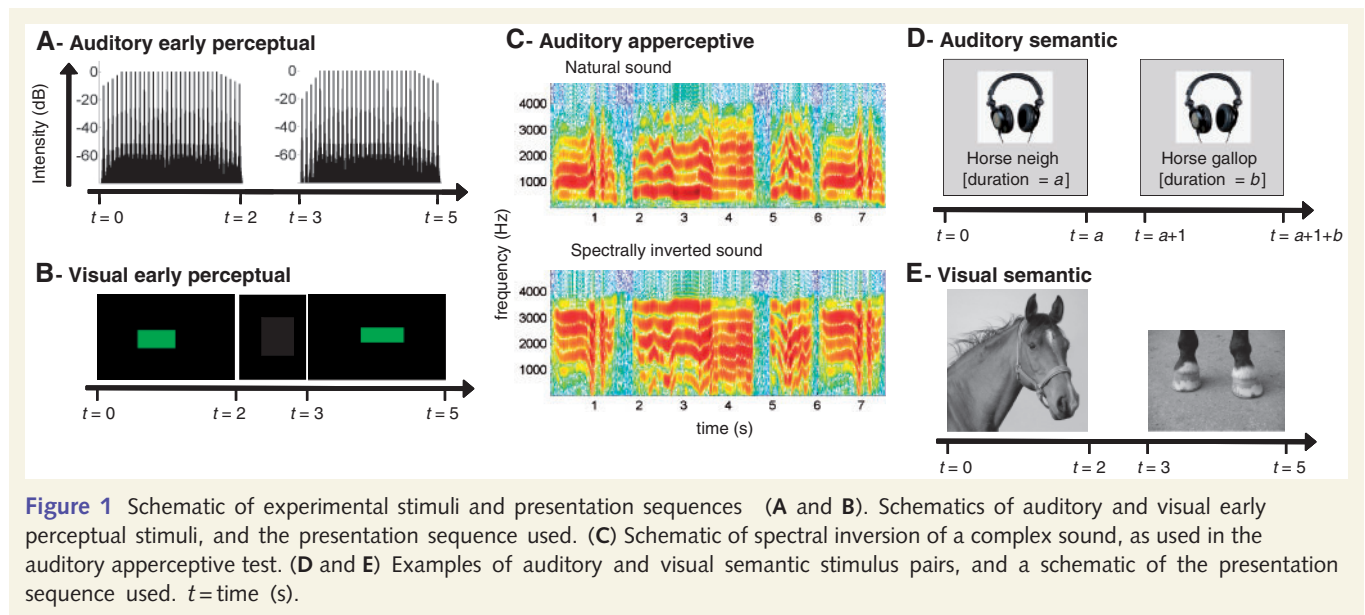 A- Auditory early perceptual
Intensity (dB)
0
-20
-40
-60
0
-20
-40
-60
t = 0
t = 2
t = 3
t = 5
B- Visual early perceptual
t = 0
t = 2
t = 3
t = 5
C- Auditory apperceptive
Natural sound
frequency (Hz)
4000
3000
2000
1000
1 2 3 4 5 6 7
Spectrally inverted sound
4000
3000
2000
1000
1 2 3 4 5 6 7
time (s)
D- Auditory semantic
Horse neigh
[duration = a]
Horse gallop
[duration = b]
t = 0
t = a
t = a+1
t = a+1+b
E- Visual semantic
t = 0
t = 2
t = 3
t = 5
Figure 1 Schematic of experimental stimuli and presentation sequences (A and B). Schematics of auditory and visual early
perceptual stimuli, and the presentation sequence used. (C) Schematic of spectral inversion of a complex sound, as used in the
auditory apperceptive test. (D and E) Examples of auditory and visual semantic stimulus pairs, and a schematic of the presentation
sequence used. t = time (s).